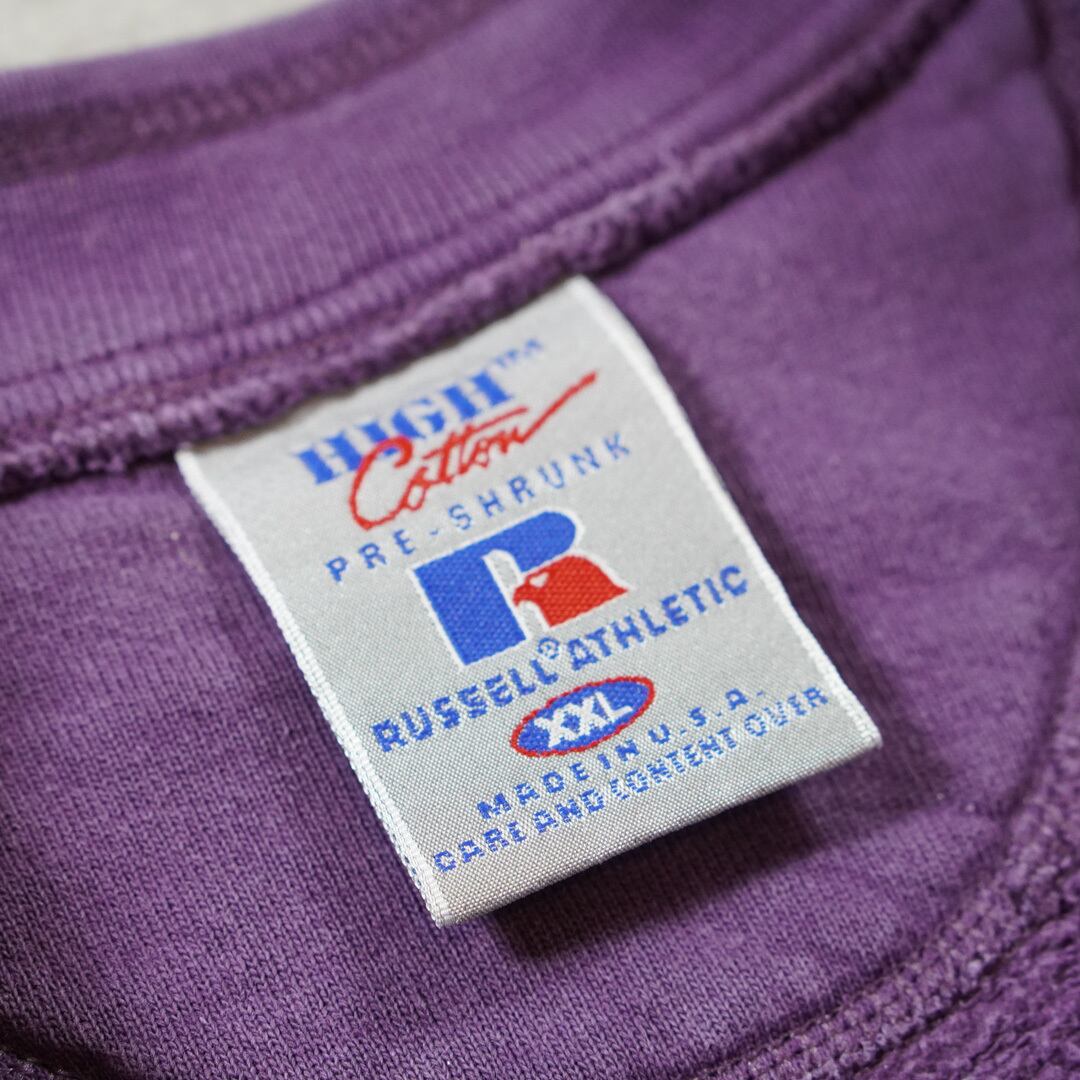 HIGH™
Cotton
PRE-SHRUNK
R
RUSSELL® ATHLETIC
XXL
MADE IN U.S.A.
CARE AND CONTENT OVER